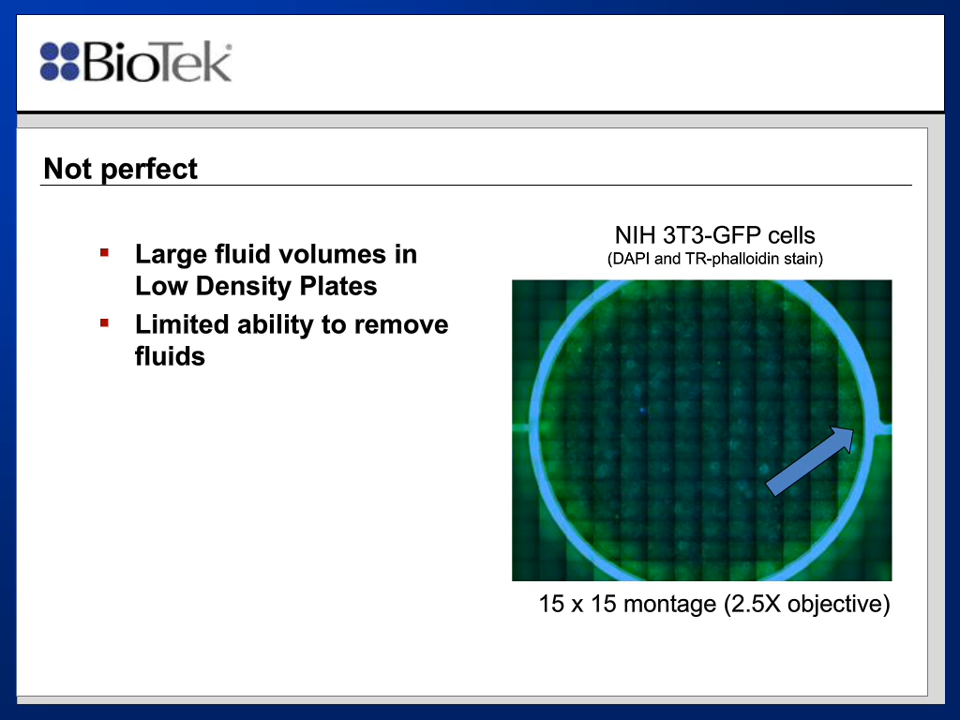 BioTek®
Not perfect
▪ Large fluid volumes in
Low Density Plates
▪ Limited ability to remove
fluids
NIH 3T3-GFP cells
(DAPI and TR-phalloidin stain)
15 x 15 montage (2.5X objective)